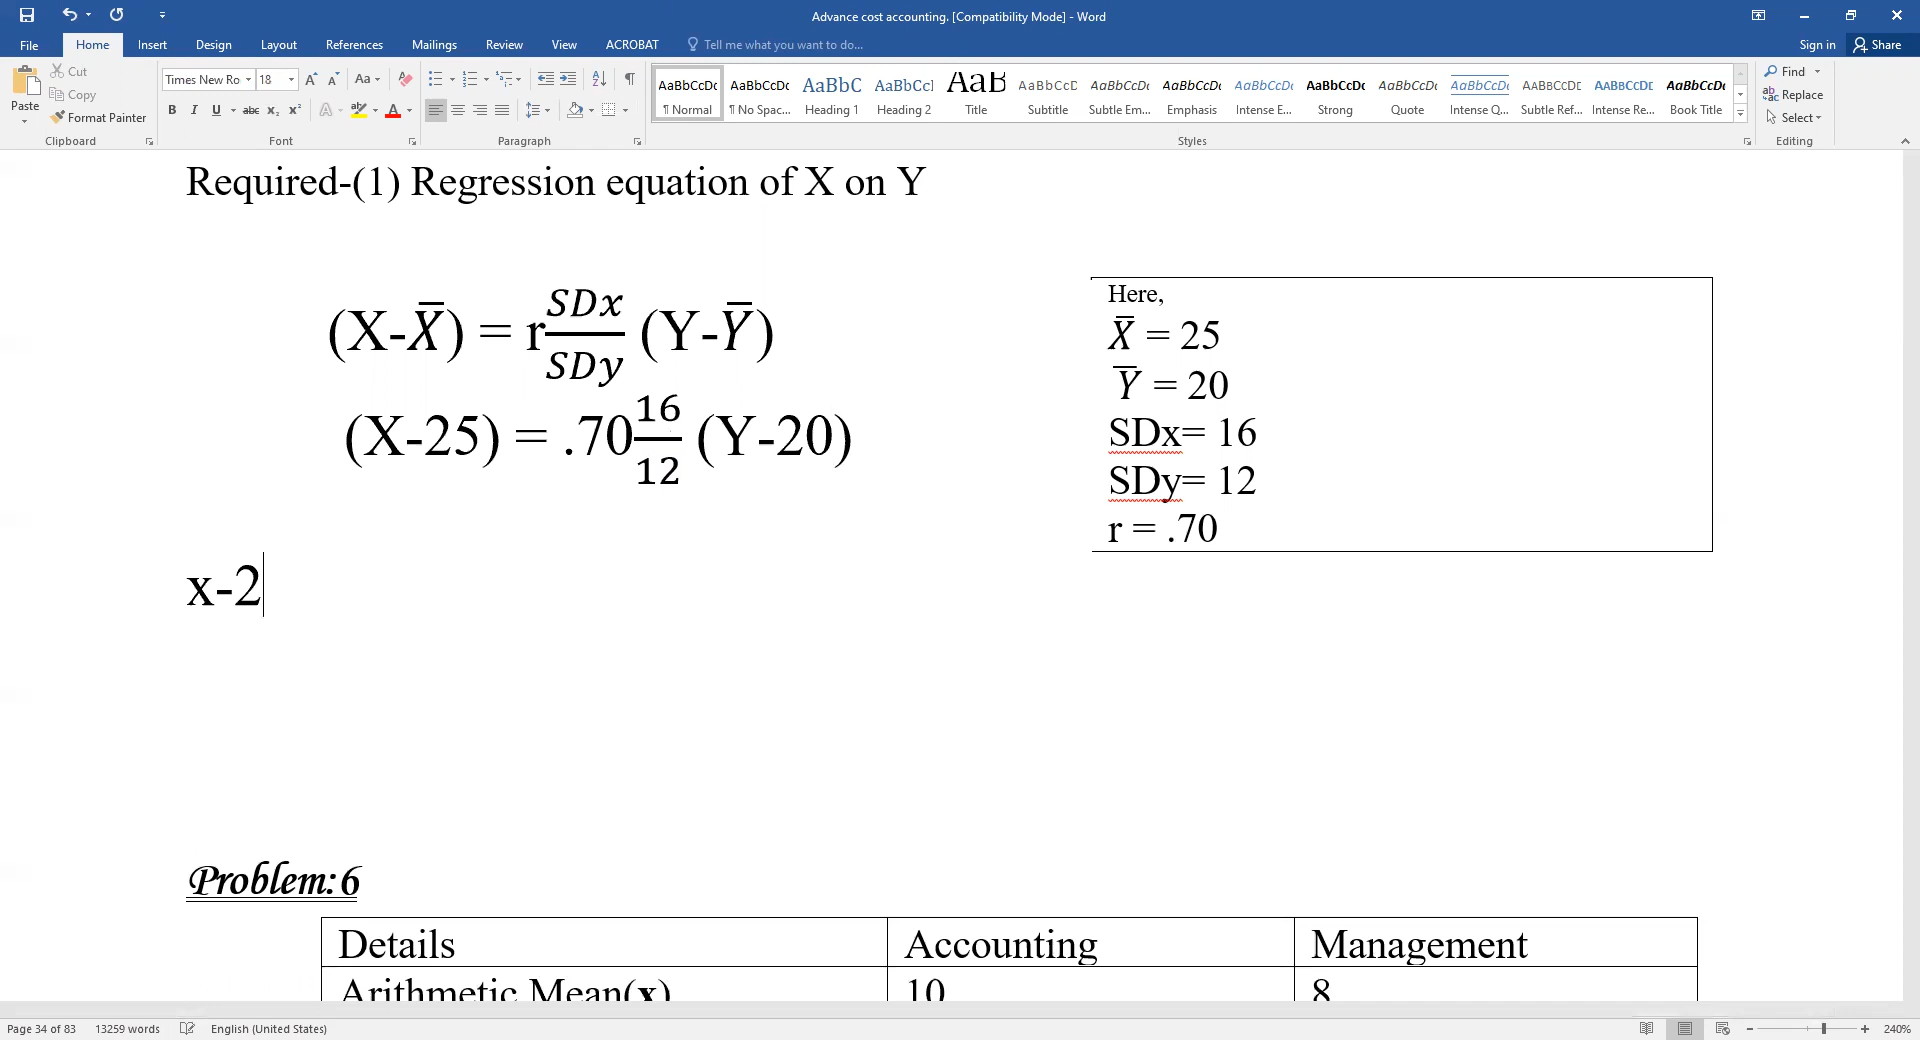 Advance cost accounting. [Compatibility Mode] - Word
File Home Insert Design Layout References Mailings Review View ACROBAT Tell me what you want to do... Sign in Share
Paste
Cut
Copy
Format Painter
Clipboard
Times New Ro 18
Font
Paragraph
AaBbCcDc AaBbCcDc AaBbC AaBbCcI AaB AaBbCcD AaBbCcDc AaBbCcDc AaBbCcDc AaBbCcDc AaBbCcDc AaBbCcDc AABBCCDE AABBCCDE AaBbCcDc
¶ Normal ¶ No Spac... Heading 1 Heading 2 Title Subtitle Subtle Em... Emphasis Intense E... Strong Quote Intense Q... Subtle Ref... Intense Re... Book Title
Styles
Find
Replace
Select
Editing
Required-(1) Regression equation of X on Y
(X-X̅) = r SDx/SDy (Y-Y̅)
(X-25) = .70 16/12 (Y-20)
Here,
X̅ = 25
Y̅ = 20
SDx= 16
SDy= 12
r = .70
x-2
Problem:6
Details Accounting Management
Arithmetic Mean(x) 10 8
Page 34 of 83 13259 words English (United States) 240%